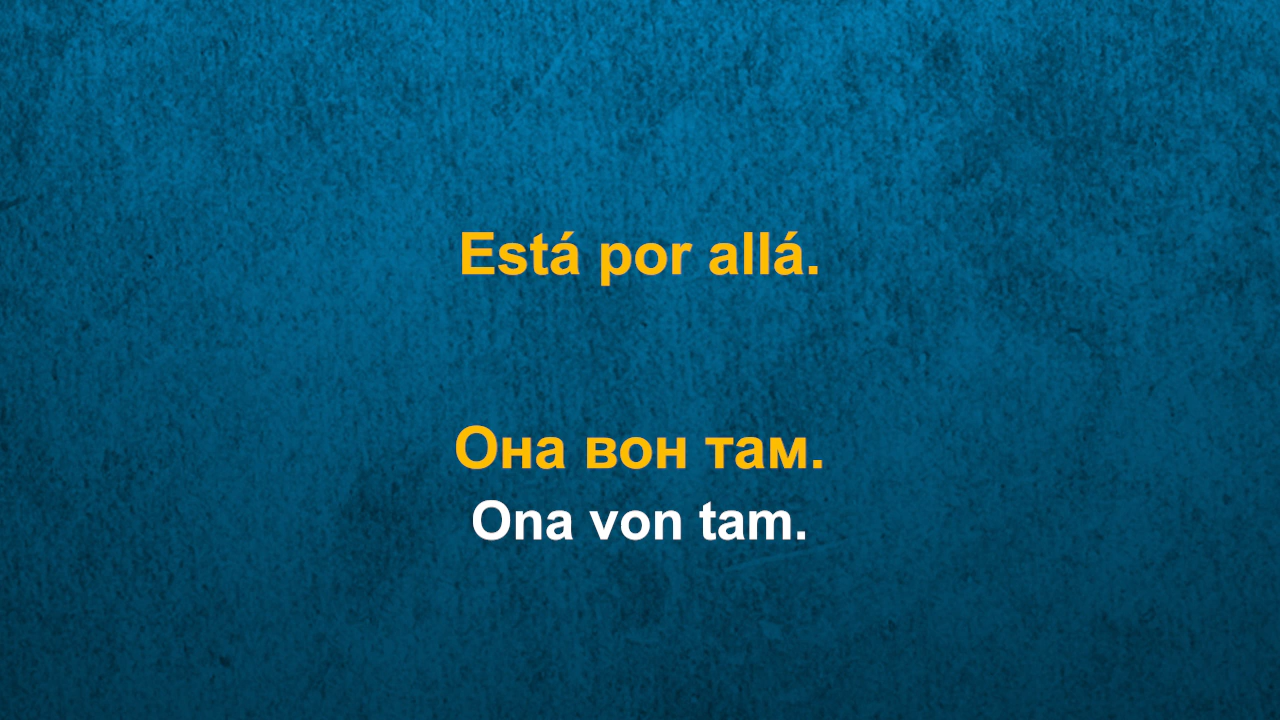 Está por allá.
Она вон там.
Ona von tam.